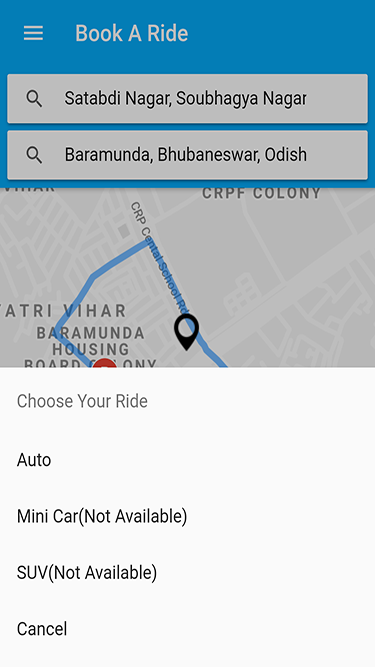 Book A Ride
Satabdi Nagar, Soubhagya Nagar
Baramunda, Bhubaneswar, Odish
VIHAR
CRPF COLONY
CRP Cental School Rd
ATRI VIHAR
BARAMUNDA
HOUSING
BOARD COLONY
Choose Your Ride
Auto
Mini Car(Not Available)
SUV(Not Available)
Cancel